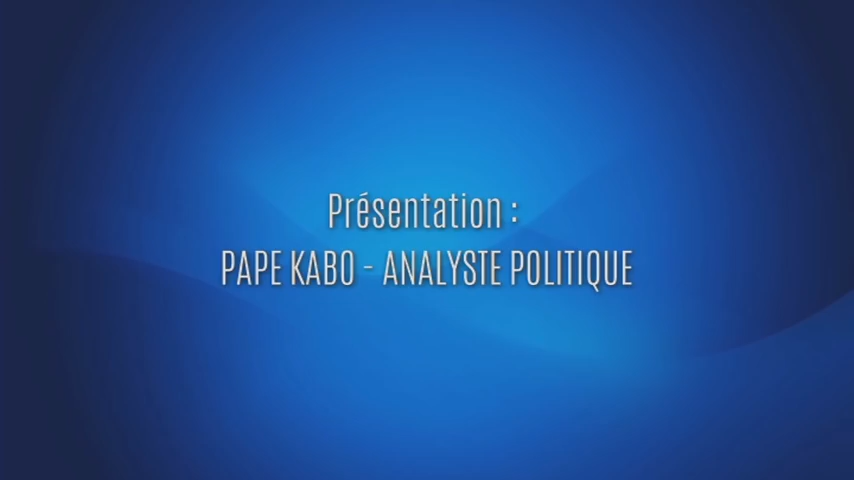 Présentation :
PAPE KABO - ANALYSTE POLITIQUE